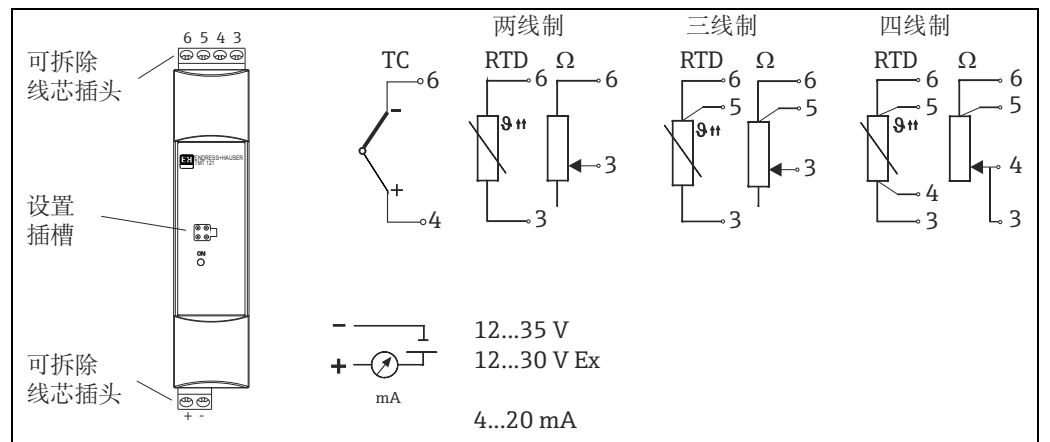 两线制
三线制
四线制
6 5 4 3
可拆除
线芯插头
TC
6
-
+
4
RTD
Ω
6
ϑ
3
3
RTD
Ω
6
5
ϑ
3
6
5
3
RTD
Ω
6
5
ϑ
4
3
6
5
4
3
EH
ENDRESS+HAUSER
TMT 121
设置
插槽
ON
可拆除
线芯插头
+ -
-
+
mA
12...35 V
12...30 V Ex
4...20 mA